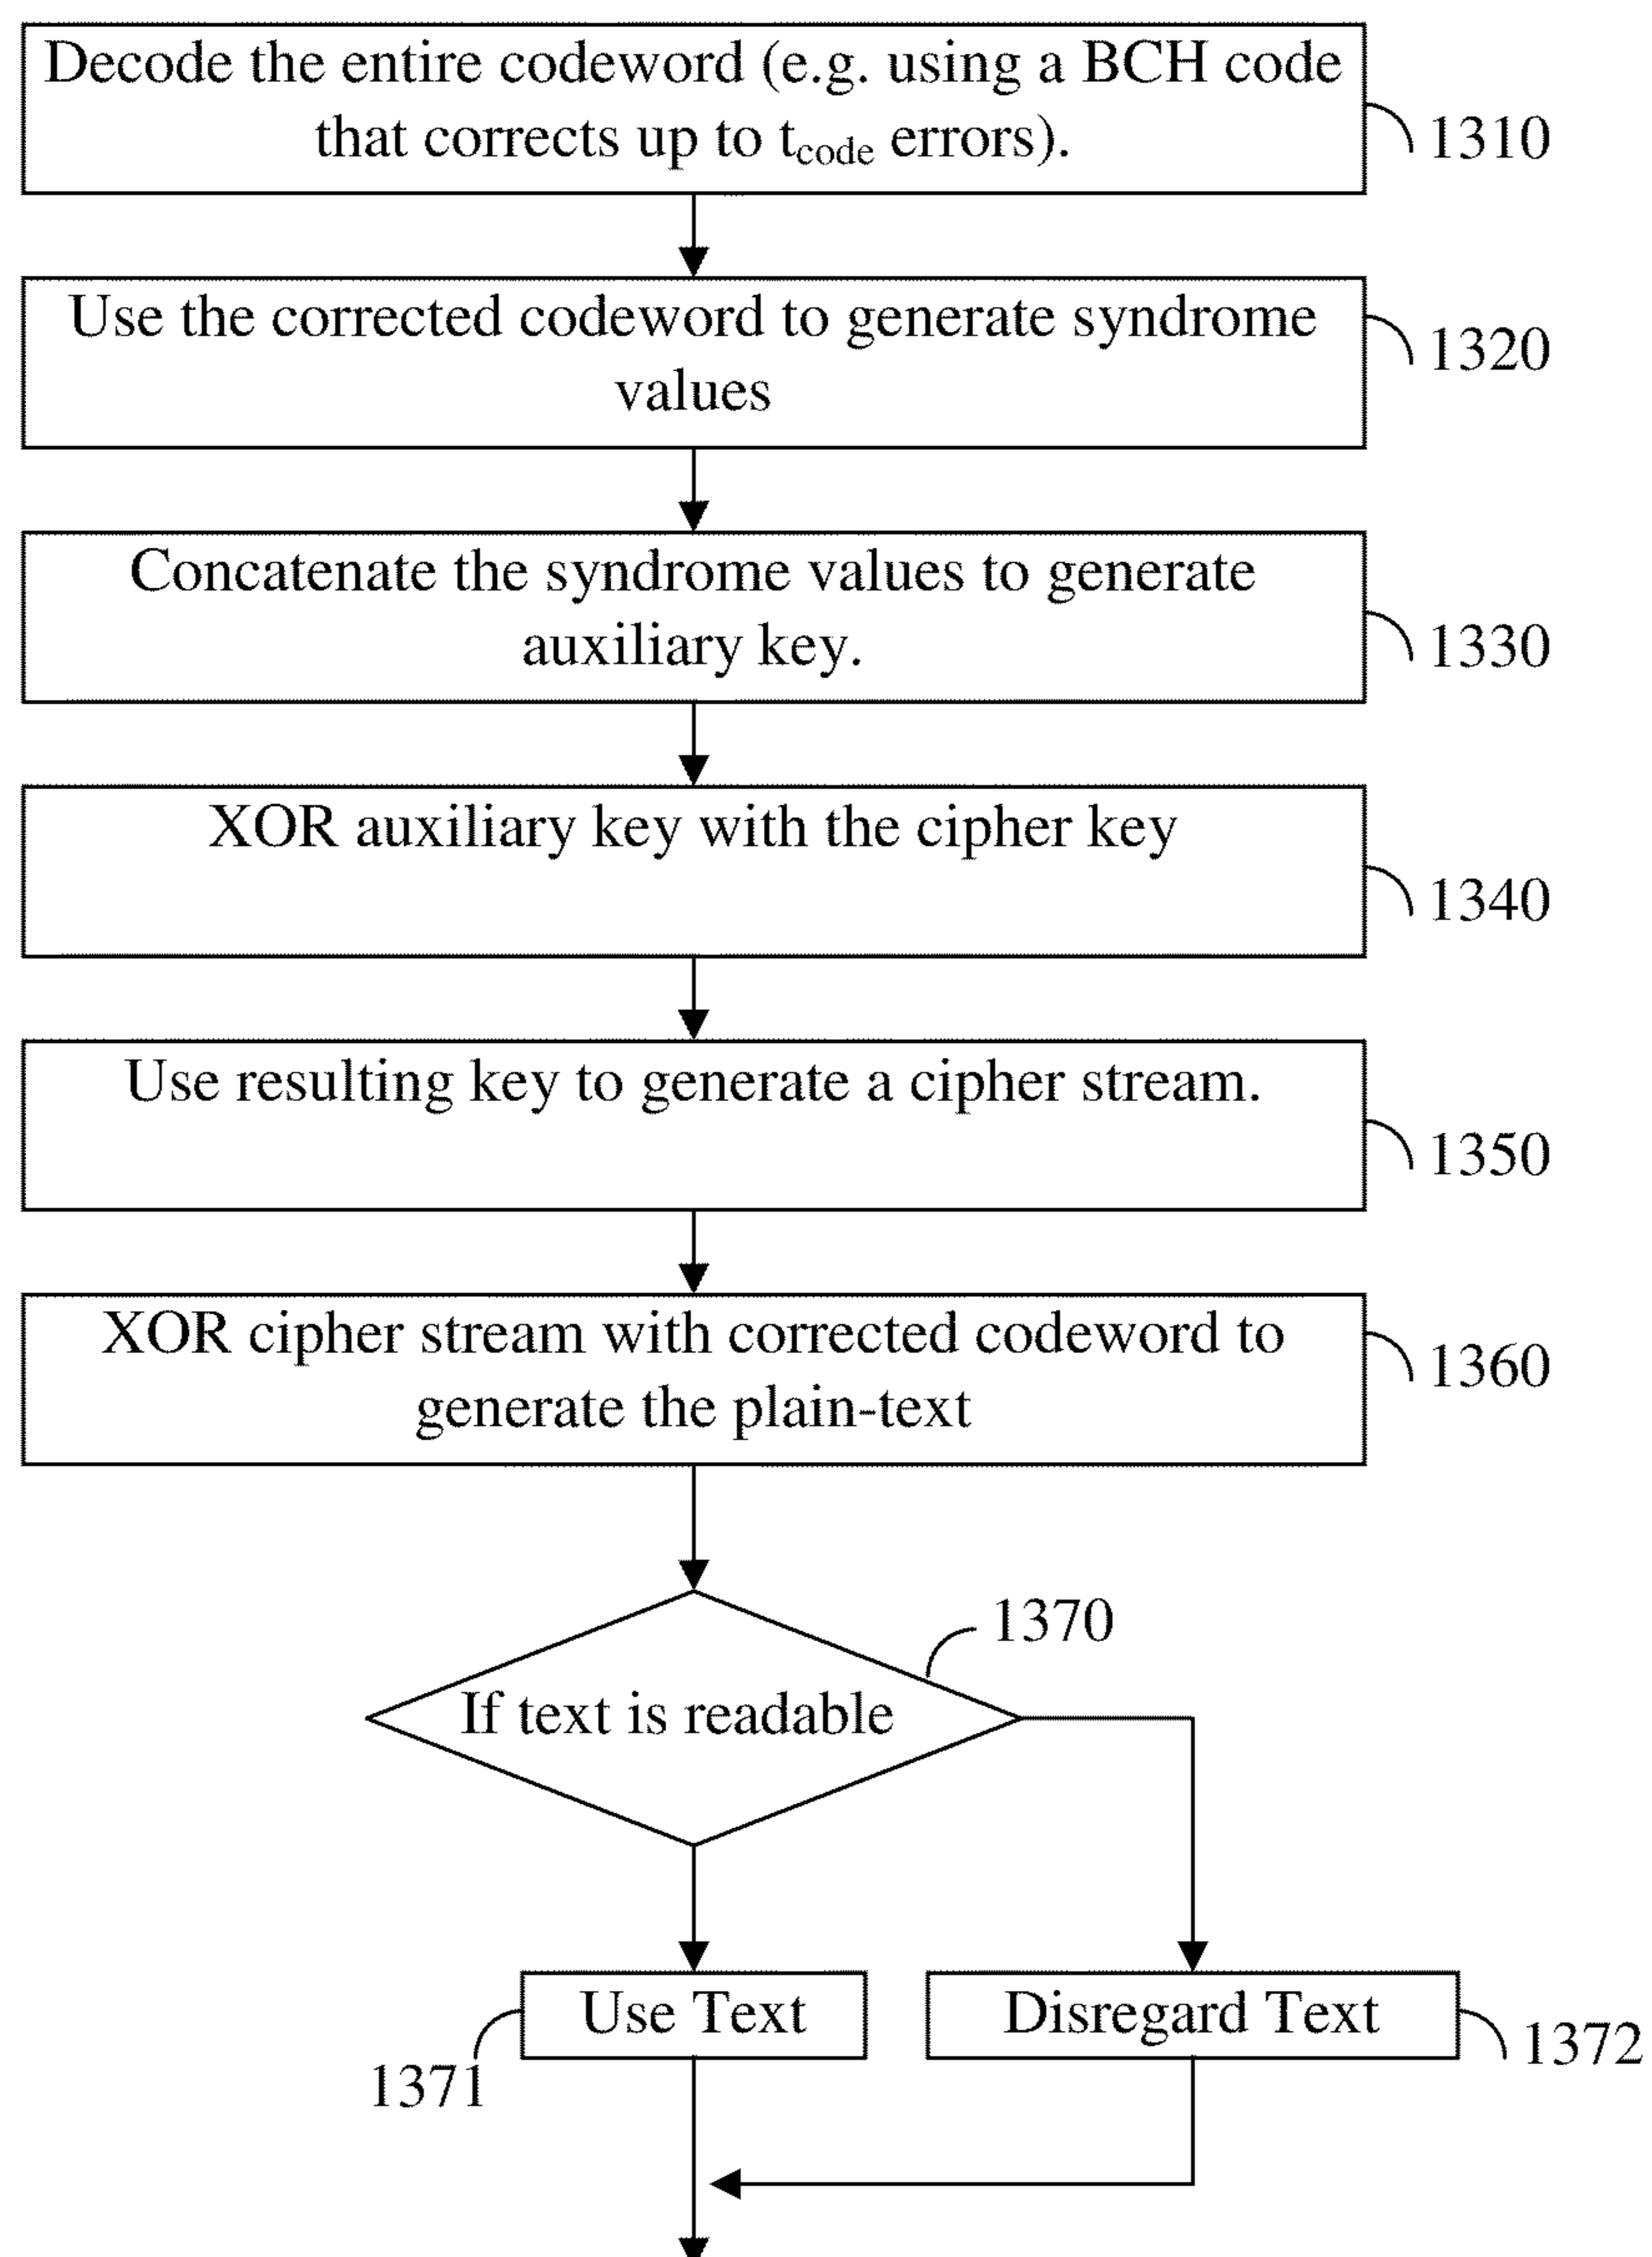 Decode the entire codeword (e.g. using a BCH code
that corrects up to tcode errors).
1310
Use the corrected codeword to generate syndrome
values
1320
Concatenate the syndrome values to generate
auxiliary key.
1330
XOR auxiliary key with the cipher key
1340
Use resulting key to generate a cipher stream.
1350
XOR cipher stream with corrected codeword to
generate the plain-text
1360
1370
If text is readable
Use Text
1371
Disregard Text
1372